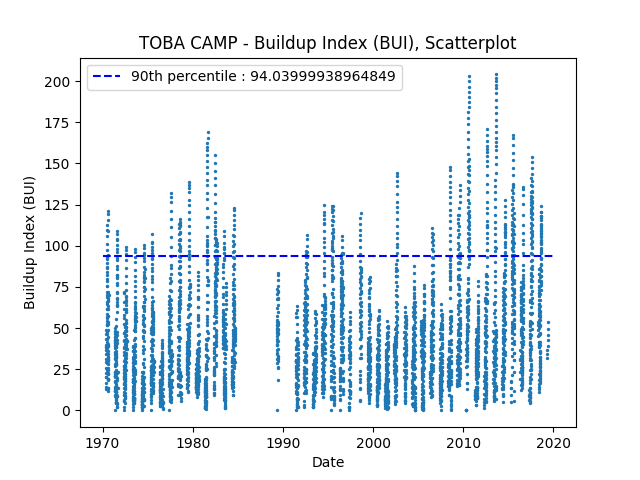 TOBA CAMP - Buildup Index (BUI), Scatterplot
90th percentile : 94.03999938964849
200
175
150
125
100
75
50
25
0
Buildup Index (BUI)
1970 1980 1990 2000 2010 2020
Date